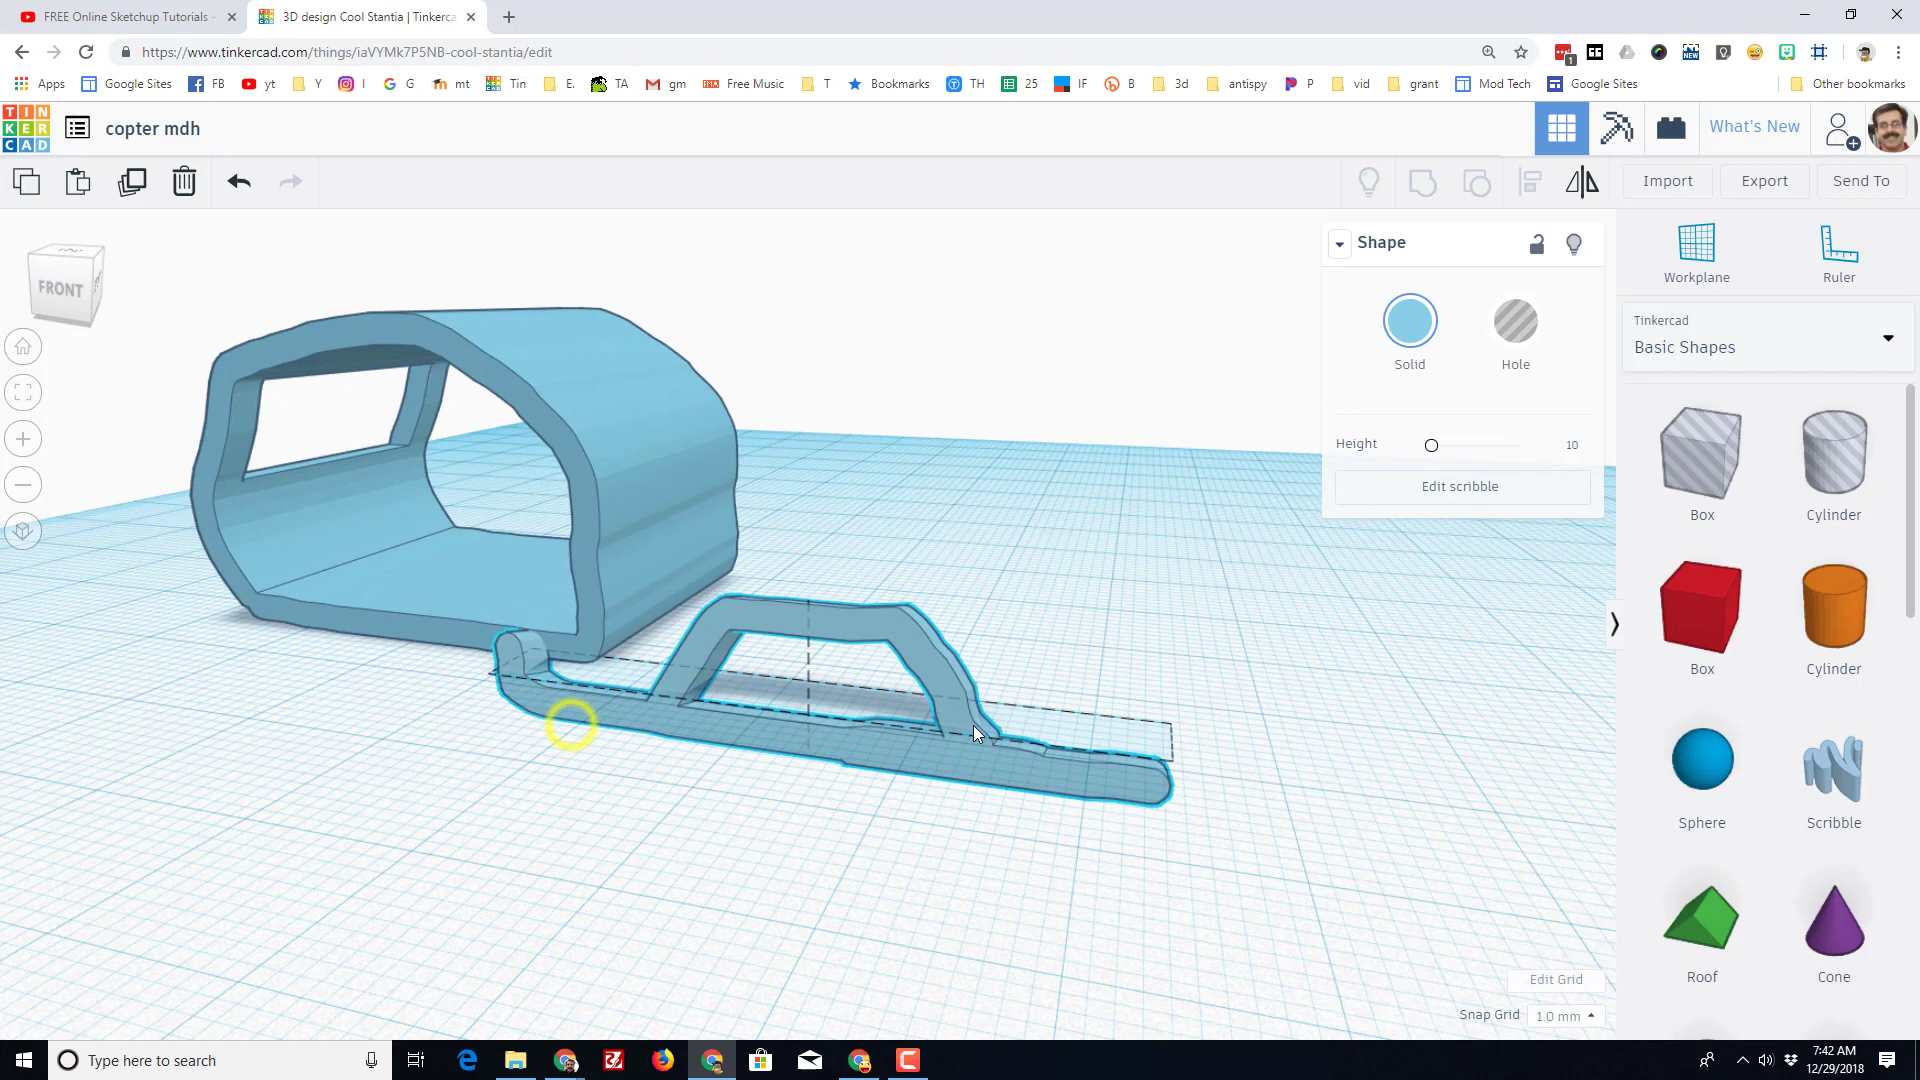 FREE Online Sketchup Tutorials -
3D design Cool Stantia | Tinkerca
https://www.tinkercad.com/things/iaVYMk7P5NB-cool-stantia/edit
1
NEW
Apps
Google Sites
FB
yt
Y
I
G
mt
Tin
E.
TA
gm
Free Music
T
Bookmarks
TH
25
IF
B
3d
antispy
P
vid
grant
Mod Tech
Google Sites
Other bookmarks
TIN
KER
CAD
copter mdh
What's New
Import
Export
Send To
FRONT
Shape
Solid
Hole
Height
10
Edit scribble
Workplane
Ruler
Tinkercad
Basic Shapes
Box
Cylinder
Box
Cylinder
Sphere
Scribble
Roof
Cone
Edit Grid
Snap Grid
1.0 mm
Type here to search
7:42 AM
12/29/2018